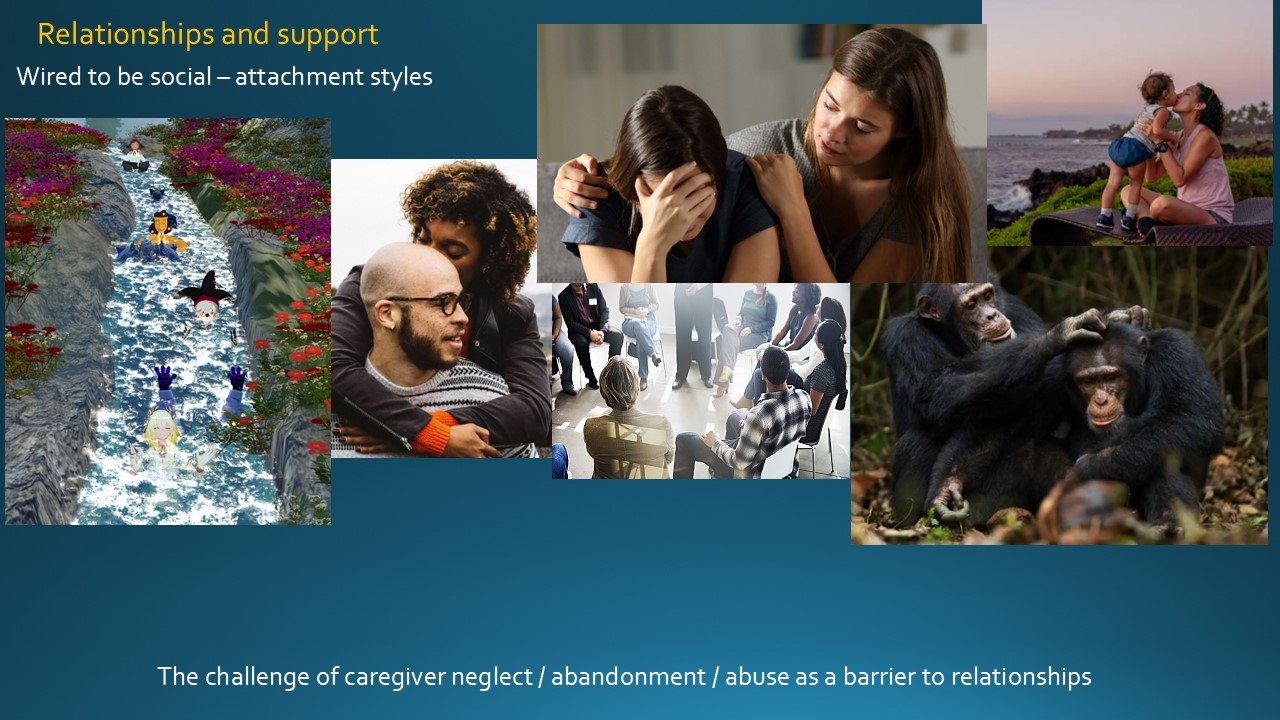 Relationships and support
Wired to be social – attachment styles
The challenge of caregiver neglect / abandonment / abuse as a barrier to relationships